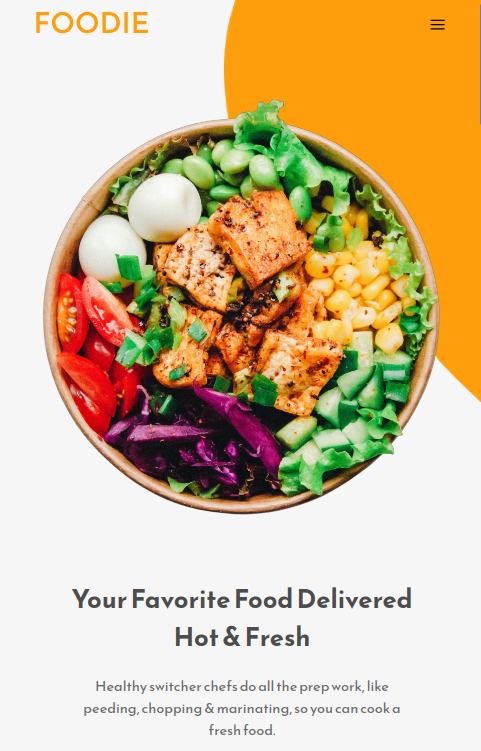 FOODIE
Your Favorite Food Delivered
Hot & Fresh
Healthy switcher chefs do all the prep work, like
peeding, chopping & marinating, so you can cook a
fresh food.